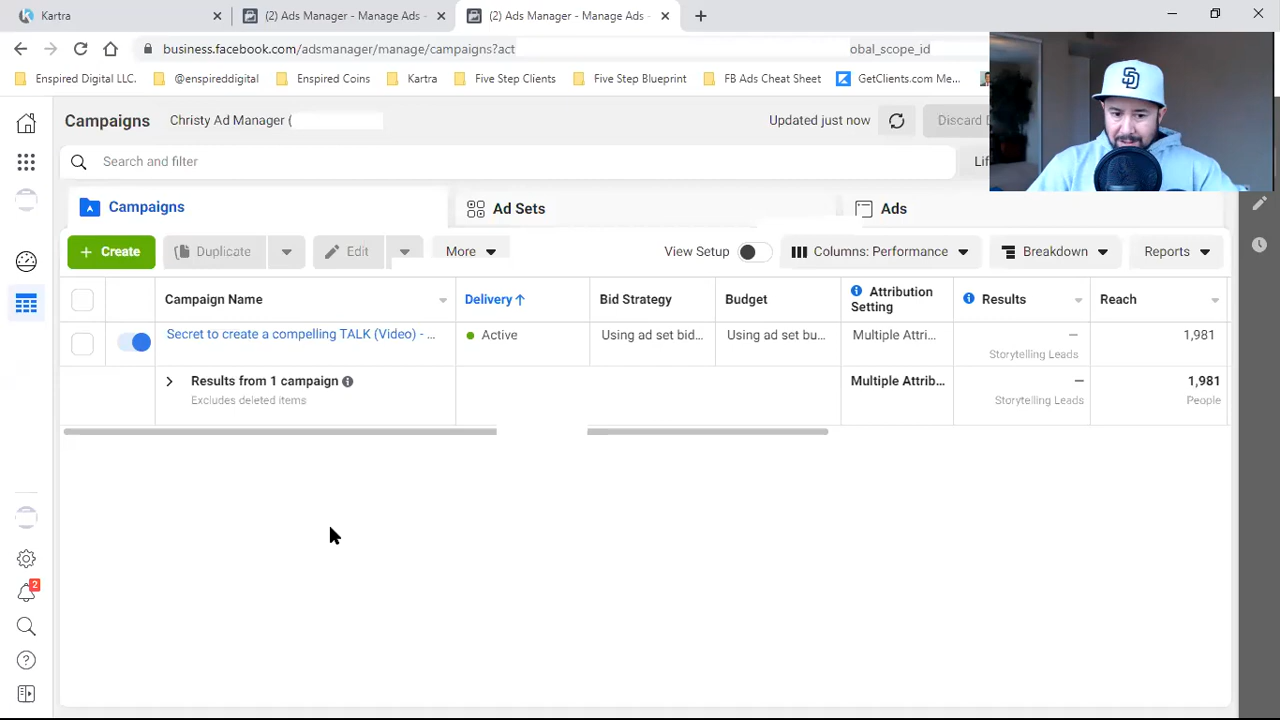 Kartra
(2) Ads Manager - Manage Ads -
(2) Ads Manager - Manage Ads -
business.facebook.com/adsmanager/manage/campaigns?act
obal_scope_id
Enspired Digital LLC.
@enspireddigital
Enspired Coins
Kartra
Five Step Clients
Five Step Blueprint
FB Ads Cheat Sheet
GetClients.com Me...
Campaigns
Christy Ad Manager (
Updated just now
Discard D
Search and filter
Campaigns
Ad Sets
Ads
+ Create
Duplicate
Edit
More
View Setup
Columns: Performance
Breakdown
Reports
Campaign Name
Delivery ↑
Bid Strategy
Budget
Attribution
Setting
Results
Reach
Secret to create a compelling TALK (Video) - ...
Active
Using ad set bid...
Using ad set bu...
Multiple Attri...
—
1,981
Storytelling Leads
Results from 1 campaign
Multiple Attrib...
—
1,981
Excludes deleted items
Storytelling Leads
People
2